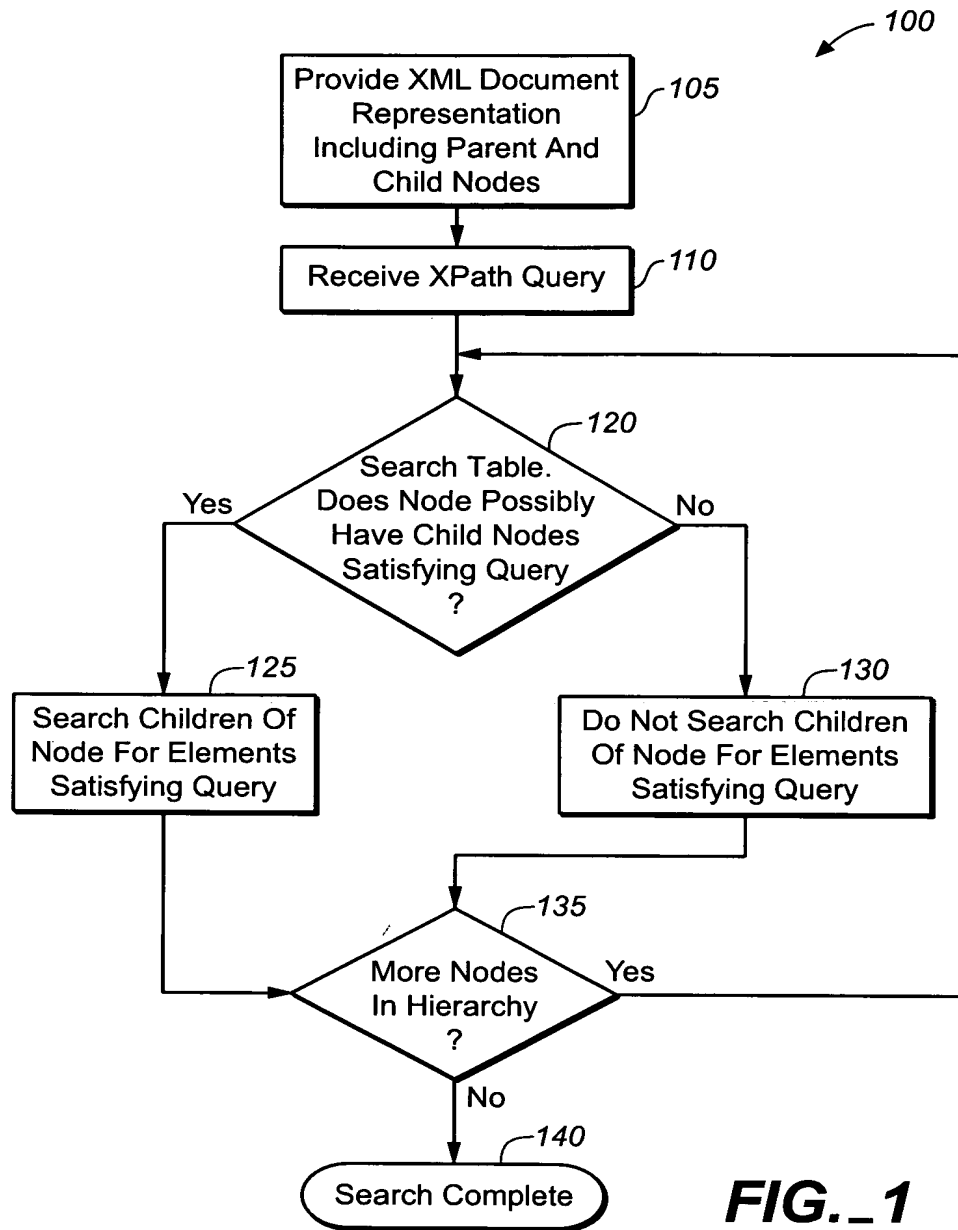 100
Provide XML Document
Representation
Including Parent And
Child Nodes
105
Receive XPath Query
110
120
Search Table.
Does Node Possibly
Have Child Nodes
Satisfying Query
?
Yes
No
125
Search Children Of
Node For Elements
Satisfying Query
130
Do Not Search Children
Of Node For Elements
Satisfying Query
135
More Nodes
In Hierarchy
?
Yes
No
140
Search Complete
FIG._1